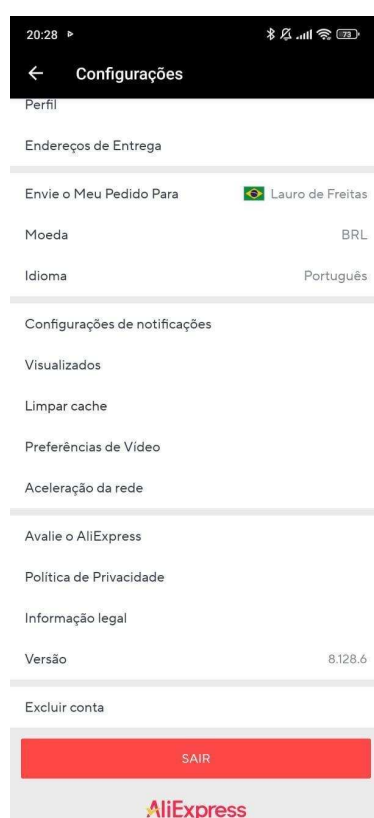 20:28
73
Configurações
Perfil
Endereços de Entrega
Envie o Meu Pedido Para Lauro de Freitas
Moeda BRL
Idioma Português
Configurações de notificações
Visualizados
Limpar cache
Preferências de Vídeo
Aceleração da rede
Avalie o AliExpress
Política de Privacidade
Informação legal
Versão 8.128.6
Excluir conta
SAIR
AliExpress